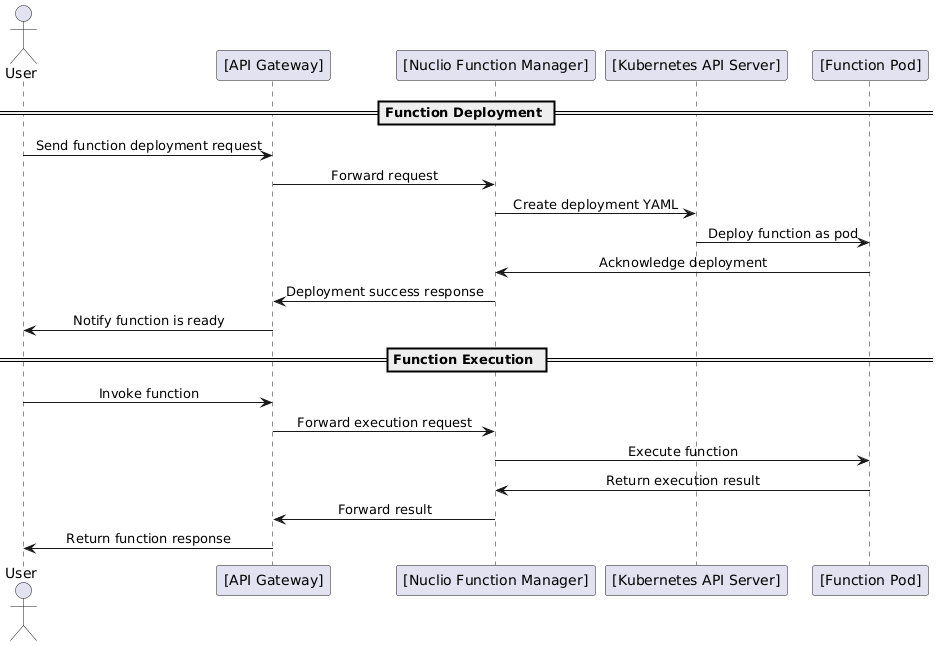 User
[API Gateway]
[Nuclio Function Manager]
[Kubernetes API Server]
[Function Pod]
Function Deployment
Send function deployment request
Forward request
Create deployment YAML
Deploy function as pod
Acknowledge deployment
Deployment success response
Notify function is ready
Function Execution
Invoke function
Forward execution request
Execute function
Return execution result
Forward result
Return function response
User
[API Gateway]
[Nuclio Function Manager]
[Kubernetes API Server]
[Function Pod]